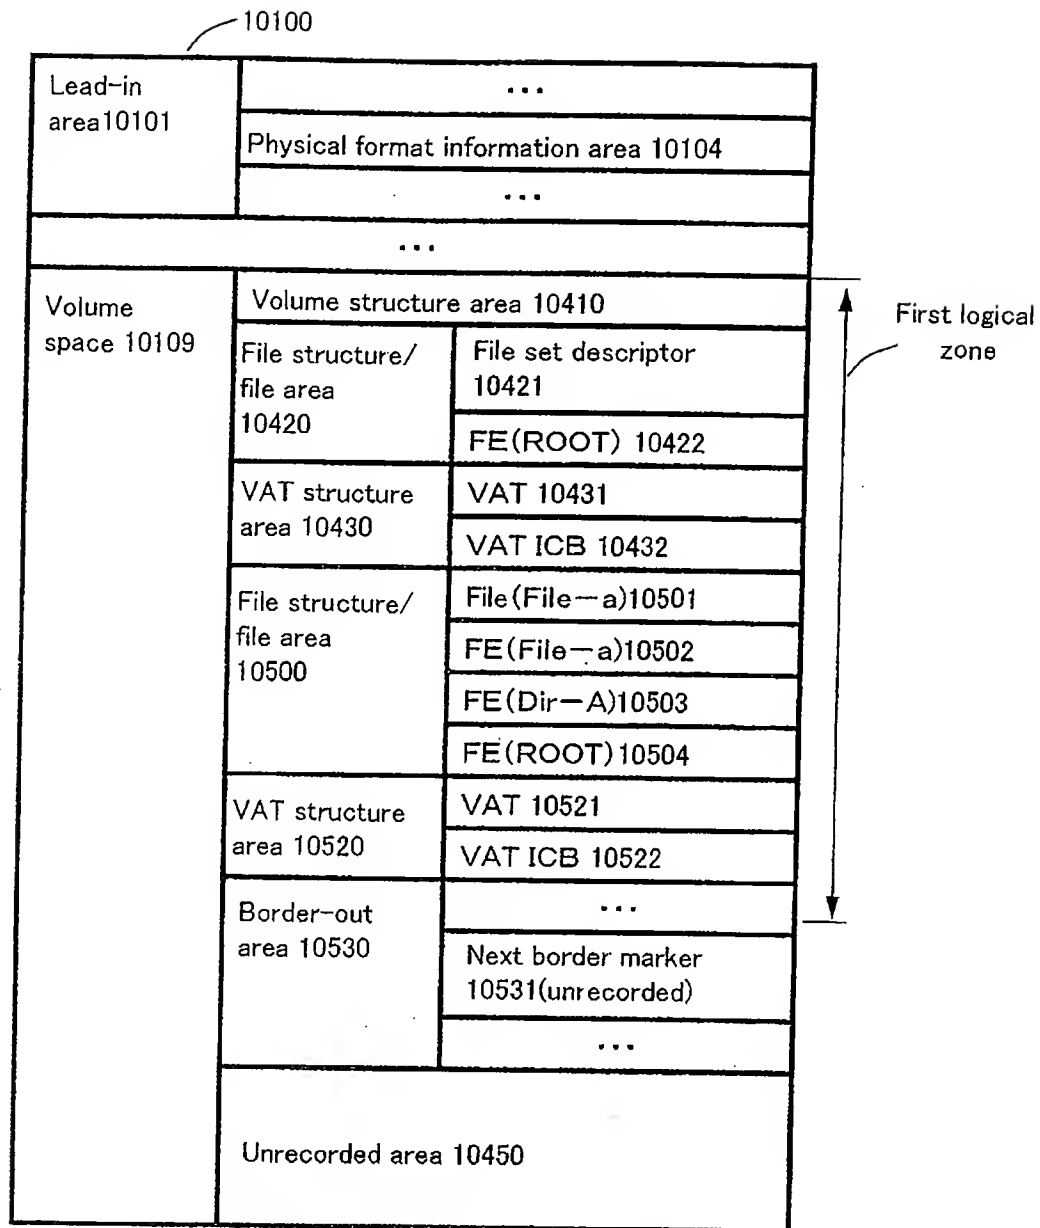 10100
Lead-in
area10101
...
Physical format information area 10104
...
...
Volume
space 10109
Volume structure area 10410
File structure/
file area
10420
File set descriptor
10421
FE(ROOT) 10422
VAT structure
area 10430
VAT 10431
VAT ICB 10432
File structure/
file area
10500
File(File-a)10501
FE(File-a)10502
FE(Dir-A)10503
FE(ROOT)10504
VAT structure
area 10520
VAT 10521
VAT ICB 10522
Border-out
area 10530
...
Next border marker
10531(unrecorded)
...
Unrecorded area 10450
First logical
zone